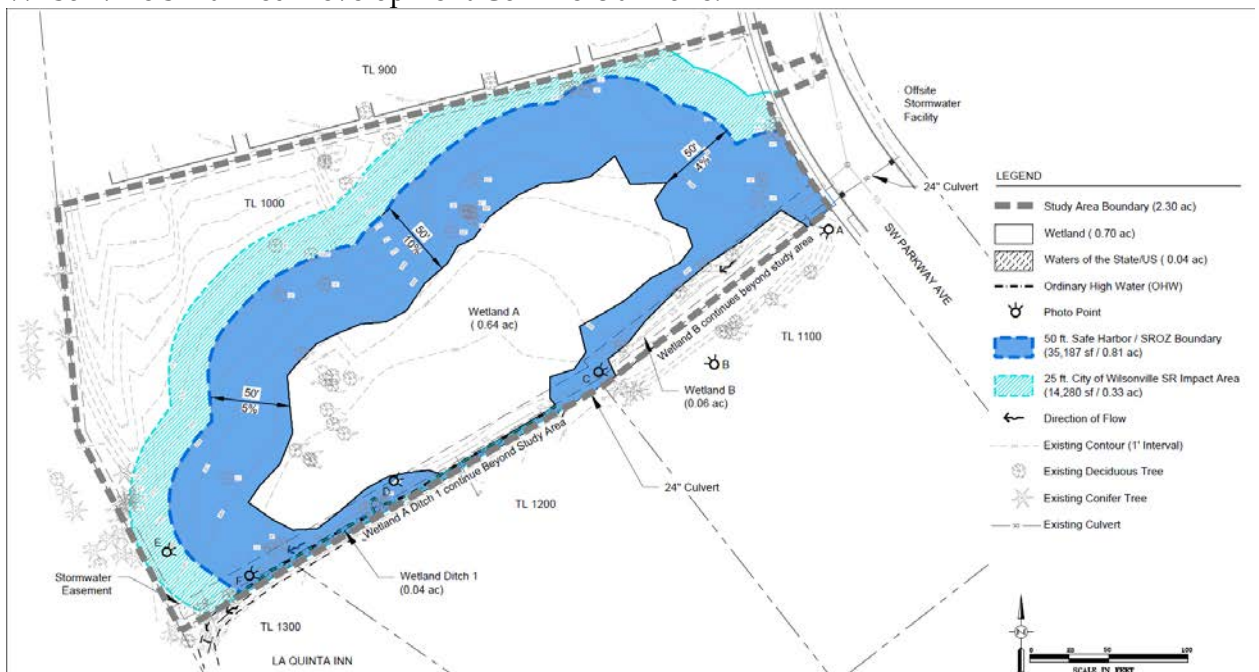 Development
TL 900
Offsite
Stormwater
Facility
24" Culvert
SW PARKWAY AVE
TL 1000
50'
4%
50'
10%
50'
5%
Wetland A
( 0.64 ac)
A
B
C
D
E
F
Wetland B continues beyond study area
TL 1100
Wetland B
(0.06 ac)
24" Culvert
Wetland A Ditch 1 continue Beyond Study Area
TL 1200
Wetland Ditch 1
(0.04 ac)
Stormwater
Easement
TL 1300
LA QUINTA INN
LEGEND
Study Area Boundary (2.30 ac)
Wetland ( 0.70 ac)
Waters of the State/US ( 0.04 ac)
Ordinary High Water (OHW)
Photo Point
50 ft. Safe Harbor / SROZ Boundary
(35,187 sf / 0.81 ac)
25 ft. City of Wilsonville SR Impact Area
(14,280 sf / 0.33 ac)
Direction of Flow
Existing Contour (1' Interval)
Existing Deciduous Tree
Existing Conifer Tree
Existing Culvert
N
0
100
SCALE IN FEET